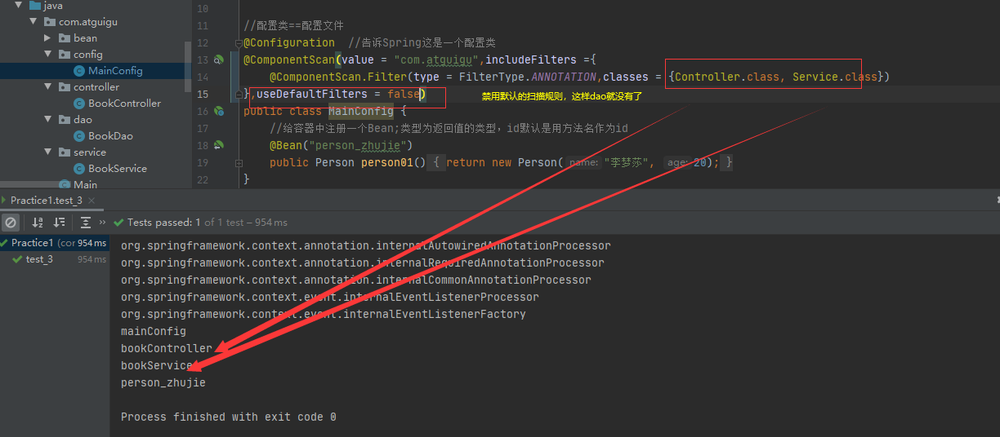 java
com.atguigu
bean
config
MainConfig
controller
BookController
dao
BookDao
service
BookService
Main
10
11 //配置类==配置文件
12 @Configuration //告诉Spring这是一个配置类
13 @ComponentScan(value = "com.atguigu",includeFilters ={
14 @ComponentScan.Filter(type = FilterType.ANNOTATION,classes = {Controller.class, Service.class})
15 },useDefaultFilters = false)
禁用默认的扫描规则，这样dao就没有了
16 public class MainConfig {
17 //给容器中注册一个Bean;类型为返回值的类型，id默认是用方法名作为id
18 @Bean("person_zhujie")
19 public Person person01() { return new Person( name: "李梦莎", age: 20); }
22 }
Practice1.test_3 ×
Tests passed: 1 of 1 test – 954 ms
Practice1 (cor 954 ms
test_3 954 ms
org.springframework.context.annotation.internalAutowiredAnnotationProcessor
org.springframework.context.annotation.internalRequiredAnnotationProcessor
org.springframework.context.annotation.internalCommonAnnotationProcessor
org.springframework.context.event.internalEventListenerProcessor
org.springframework.context.event.internalEventListenerFactory
mainConfig
bookController
bookService
person_zhujie
Process finished with exit code 0